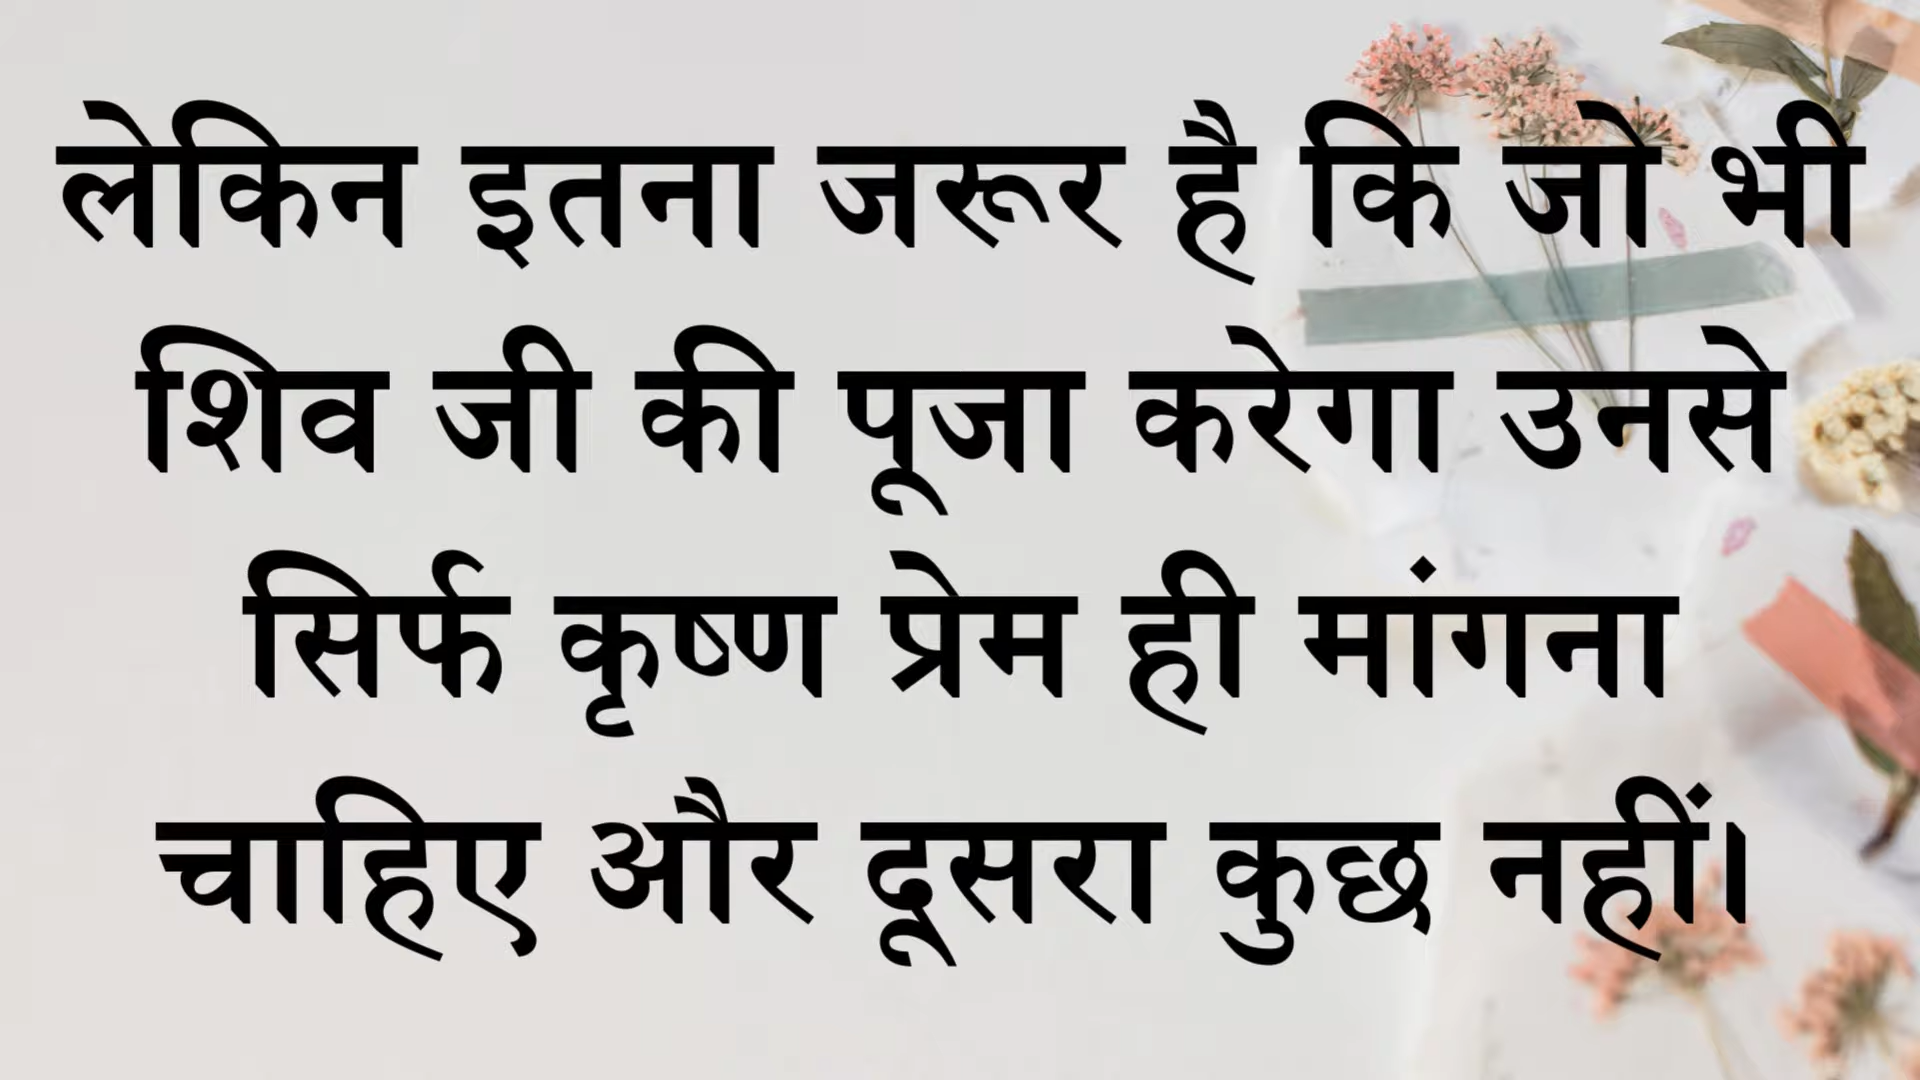 लेकिन इतना जरूर है कि जो भी
शिव जी की पूजा करेगा उनसे
सिर्फ कृष्ण प्रेम ही मांगना
चाहिए और दूसरा कुछ नहीं।